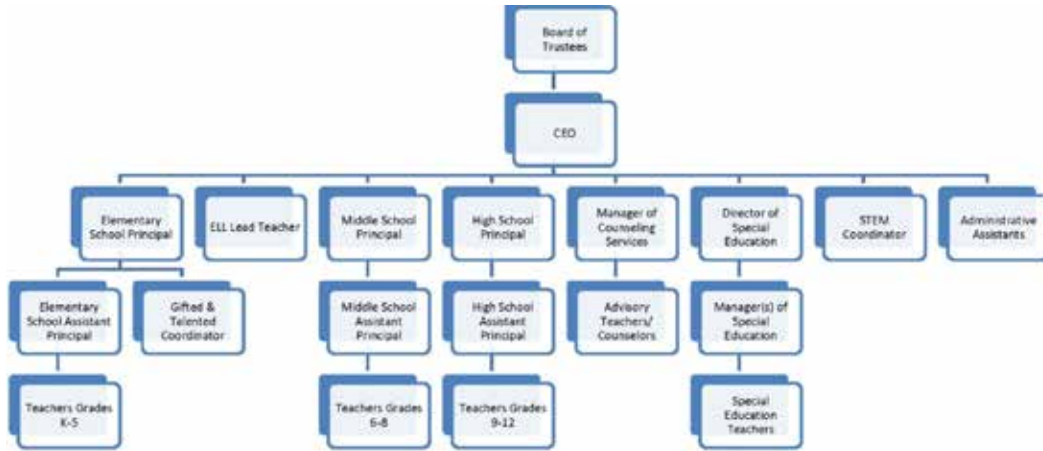 Board of
Trustees
CEO
Elementary
School Principal
ELL Lead Teacher
Middle School
Principal
High School
Principal
Manager of
Counseling
Services
Director of
Special
Education
STEM
Coordinator
Administrative
Assistants
Elementary
School Assistant
Principal
Gifted &
Talented
Coordinator
Middle School
Assistant
Principal
High School
Assistant
Principal
Advisory
Teachers/
Counselors
Manager(s) of
Special
Education
Teachers Grades
K-5
Teachers Grades
6-8
Teachers Grades
9-12
Special
Education
Teachers